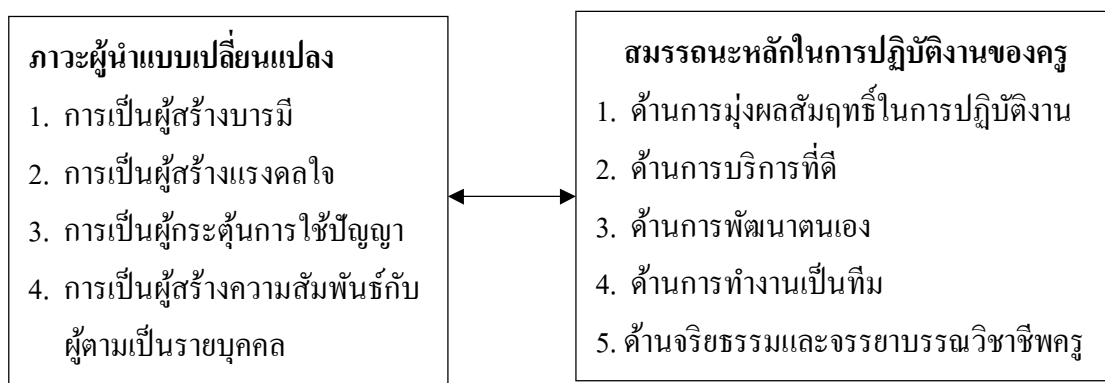 ภาวะผู้นำแบบเปลี่ยนแปลง
1. การเป็นผู้สร้างบารมี
2. การเป็นผู้สร้างแรงดลใจ
3. การเป็นผู้กระตุ้นการใช้ปัญญา
4. การเป็นผู้สร้างความสัมพันธ์กับ
ผู้ตามเป็นรายบุคคล
สมรรถนะหลักในการปฏิบัติงานของครู
1. ด้านการมุ่งผลสัมฤทธิ์ในการปฏิบัติงาน
2. ด้านการบริการที่ดี
3. ด้านการพัฒนาตนเอง
4. ด้านการทำงานเป็นทีม
5. ด้านจริยธรรมและจรรยาบรรณวิชาชีพครู